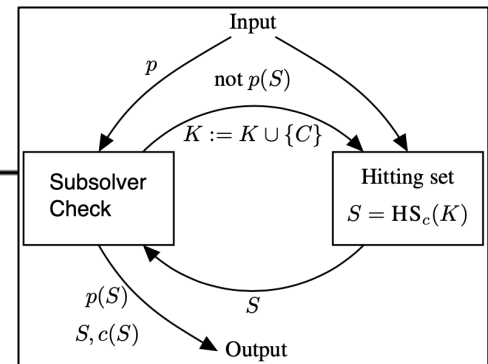 Input
p
not p(S)
K := K ∪ {C}
Subsolver
Check
Hitting set
S = HS_c(K)
p(S)
S, c(S)
S
Output